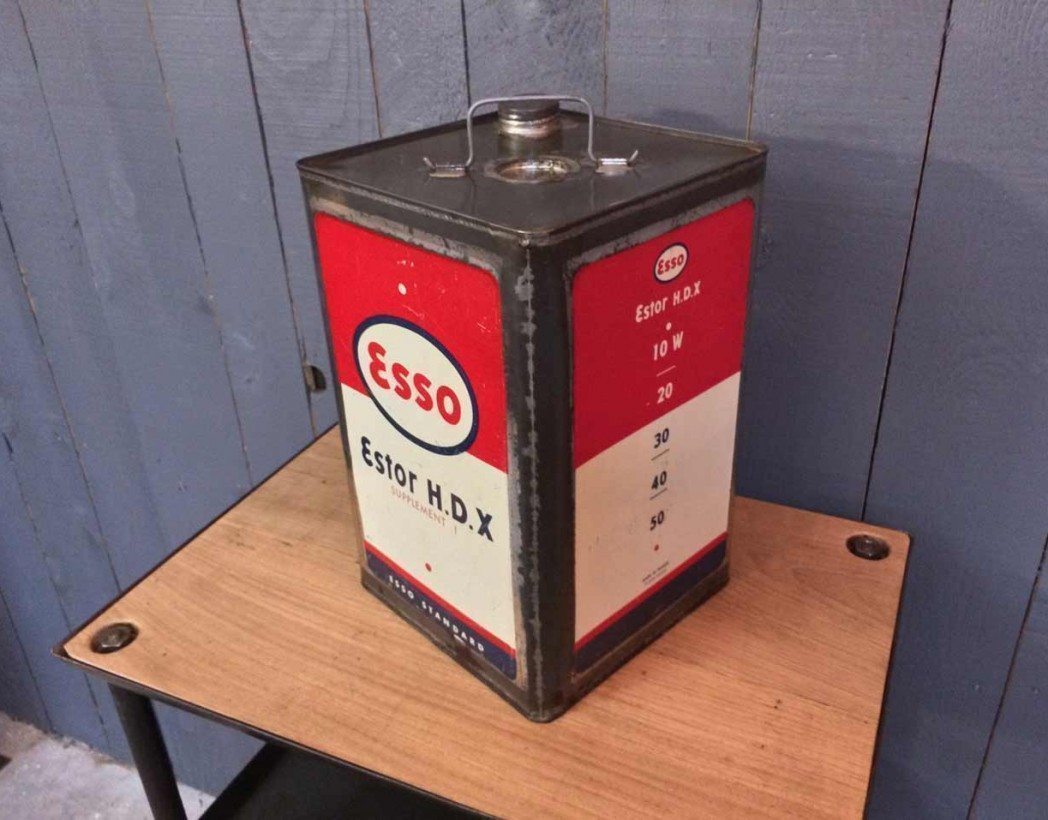 Esso
Estor H.D.X
SUPPLEMENT 1
ESSO STANDARD
Esso
Estor H.D.X
10 W
20
30
40
50